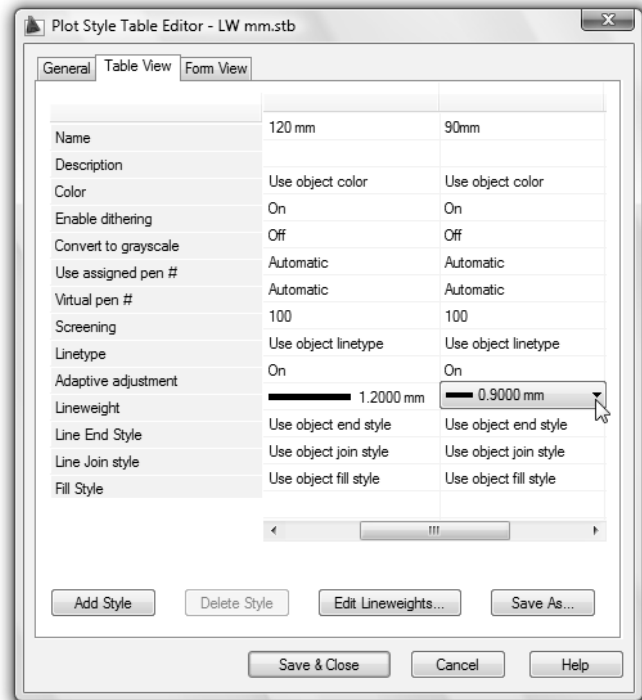 Plot Style Table Editor - LW mm.stb
General Table View Form View
Name 120 mm 90mm
Description
Color Use object color Use object color
Enable dithering On On
Convert to grayscale Off Off
Use assigned pen # Automatic Automatic
Virtual pen # Automatic Automatic
Screening 100 100
Linetype Use object linetype Use object linetype
Adaptive adjustment On On
Lineweight 1.2000 mm 0.9000 mm
Line End Style Use object end style Use object end style
Line Join style Use object join style Use object join style
Fill Style Use object fill style Use object fill style
Add Style Delete Style Edit Lineweights... Save As...
Save & Close Cancel Help